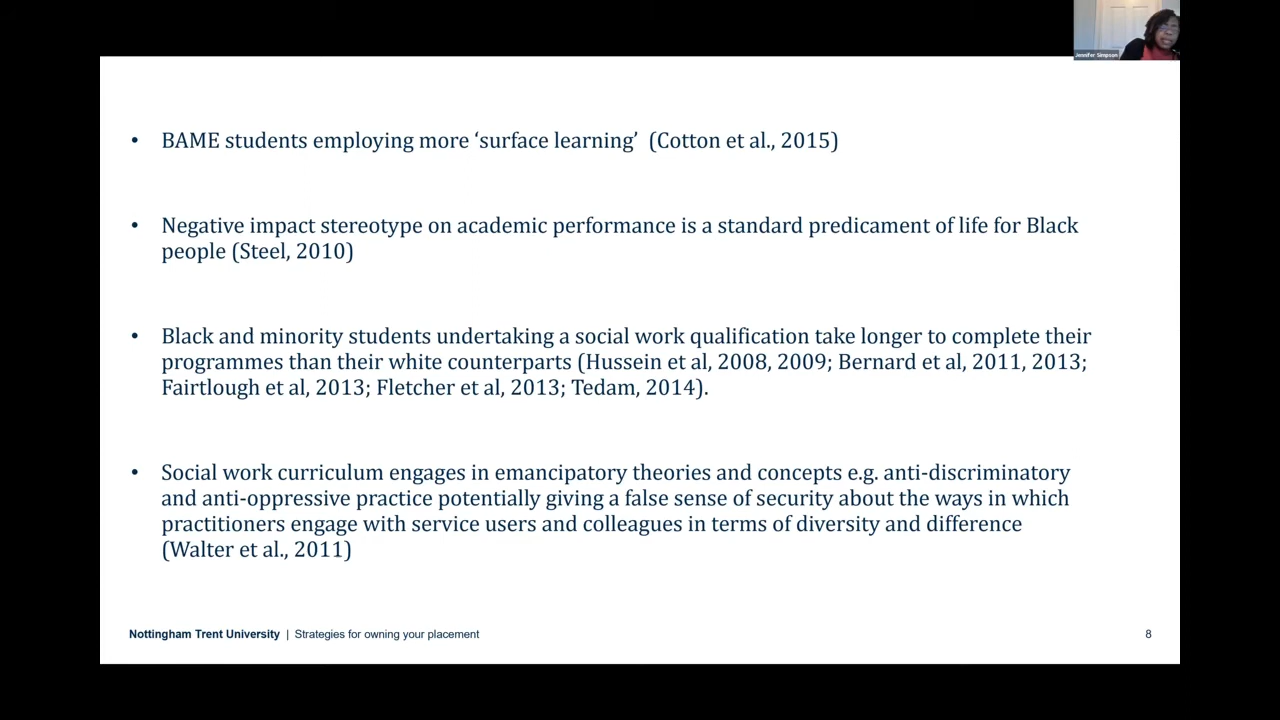 Jennifer Simpson
• BAME students employing more ‘surface learning’  (Cotton et al., 2015)
• Negative impact stereotype on academic performance is a standard predicament of life for Black
people (Steel, 2010)
• Black and minority students undertaking a social work qualification take longer to complete their
programmes than their white counterparts (Hussein et al, 2008, 2009; Bernard et al, 2011, 2013;
Fairtlough et al, 2013; Fletcher et al, 2013; Tedam, 2014).
• Social work curriculum engages in emancipatory theories and concepts e.g. anti-discriminatory
and anti-oppressive practice potentially giving a false sense of security about the ways in which
practitioners engage with service users and colleagues in terms of diversity and difference
(Walter et al., 2011)
Nottingham Trent University | Strategies for owning your placement 8